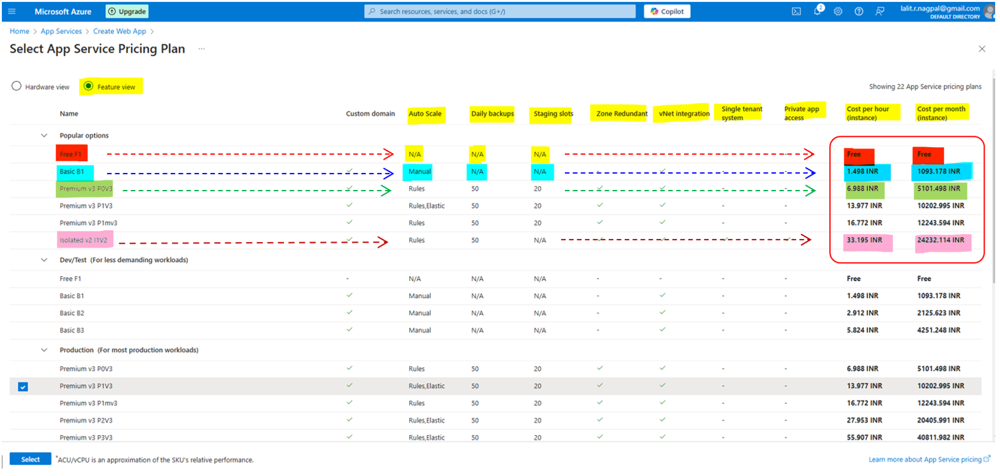 Microsoft Azure Upgrade Search resources, services, and docs (G+/) Copilot 2 lalit.r.nagpal@gmail.com
DEFAULT DIRECTORY
Home > App Services > Create Web App >
Select App Service Pricing Plan ...
Hardware view Feature view Showing 22 App Service pricing plans
Name Custom domain Auto Scale Daily backups Staging slots Zone Redundant vNet integration Single tenant system Private app access Cost per hour (instance) Cost per month (instance)
Popular options
Free F1 N/A N/A N/A Free Free
Basic B1 Manual N/A N/A - - - 1.498 INR 1093.178 INR
Premium v3 P0V3 Rules 50 20 - - 6.988 INR 5101.498 INR
Premium v3 P1V3 Rules,Elastic 50 20 - - 13.977 INR 10202.995 INR
Premium v3 P1mv3 Rules 50 20 - - 16.772 INR 12243.594 INR
Isolated v2 I1V2 Rules 50 N/A 33.195 INR 24232.114 INR
Dev/Test (For less demanding workloads)
Free F1 - N/A N/A N/A - - - - Free Free
Basic B1 Manual N/A N/A - - - 1.498 INR 1093.178 INR
Basic B2 Manual N/A N/A - - - 2.912 INR 2125.623 INR
Basic B3 Manual N/A N/A - - - 5.824 INR 4251.248 INR
Production (For most production workloads)
Premium v3 P0V3 Rules 50 20 - - 6.988 INR 5101.498 INR
Premium v3 P1V3 Rules,Elastic 50 20 - - 13.977 INR 10202.995 INR
Premium v3 P1mv3 Rules 50 20 - - 16.772 INR 12243.594 INR
Premium v3 P2V3 Rules,Elastic 50 20 - - 27.953 INR 20405.991 INR
Premium v3 P3V3 Rules,Elastic 50 20 - - 55.907 INR 40811.982 INR
Select *ACU/vCPU is an approximation of the SKU's relative performance. Learn more about App Service pricing